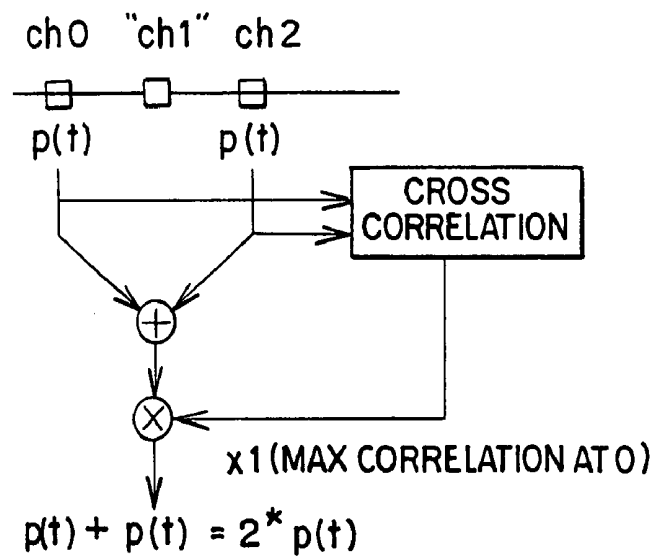 ch0 "ch1" ch2
p(t) p(t)
CROSS
CORRELATION
+
×
x1(MAX CORRELATION AT 0)
p(t) + p(t) = 2* p(t)